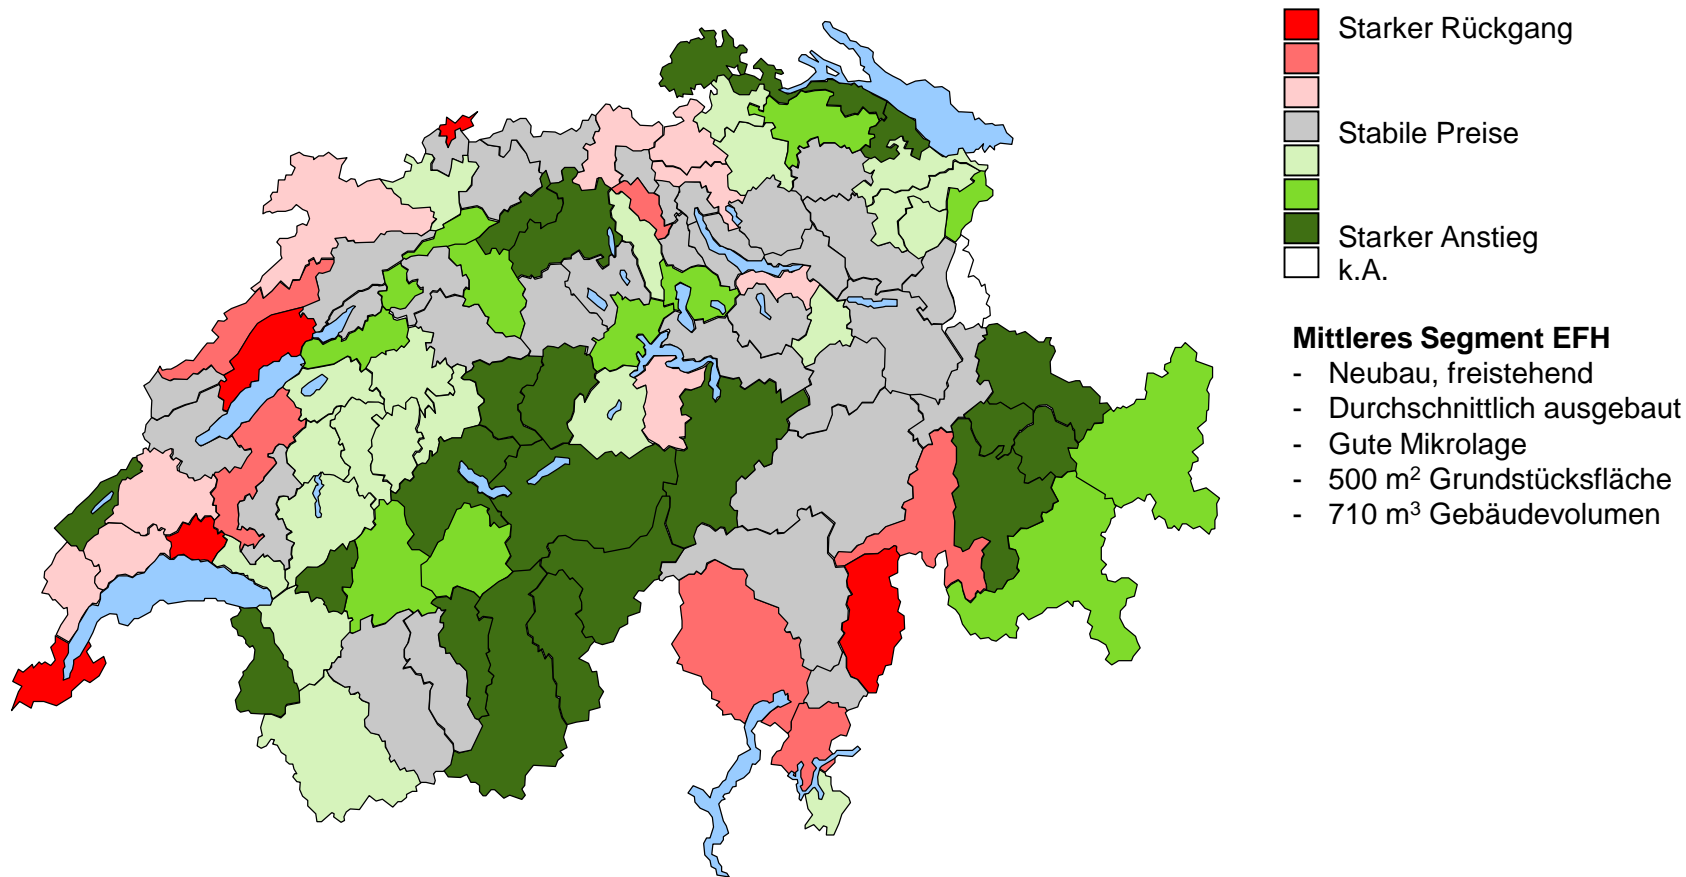 Starker Rückgang
Stabile Preise
Starker Anstieg
k.A.
Mittleres Segment EFH
- Neubau, freistehend
- Durchschnittlich ausgebaut
- Gute Mikrolage
- 500 m² Grundstücksfläche
- 710 m³ Gebäudevolumen